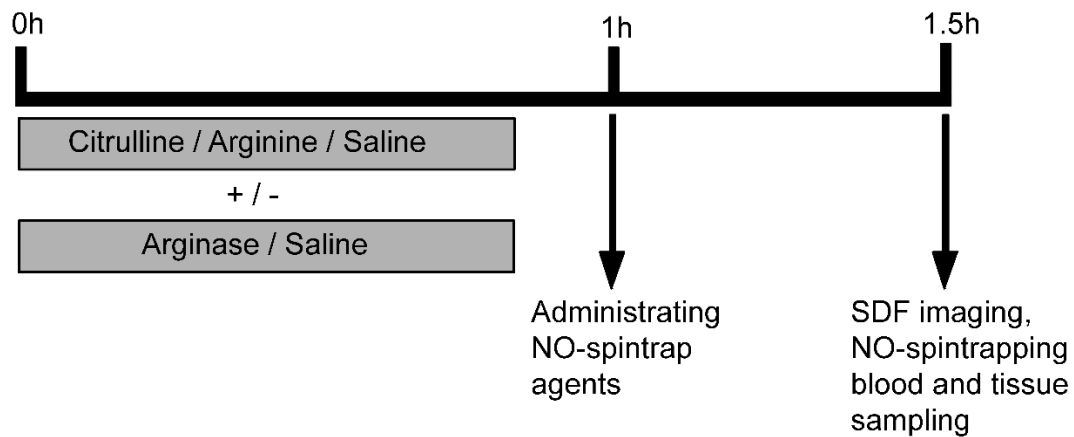 0h 1h 1.5h
Citrulline / Arginine / Saline
+ / -
Arginase / Saline
Administrating
NO-spintrap
agents
SDF imaging,
NO-spintrapping
blood and tissue
sampling